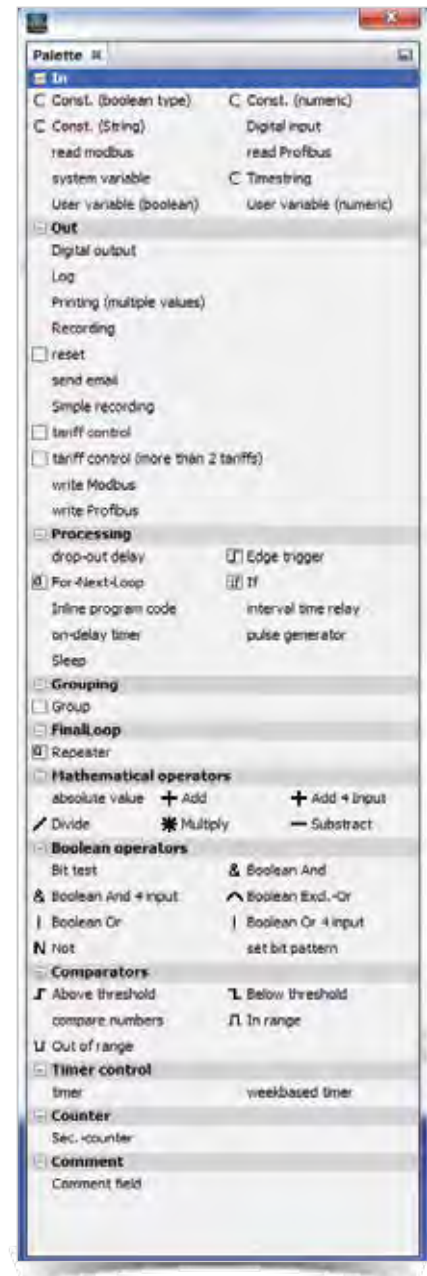 Palette
In
C Const. (boolean type) C Const. (numeric)
C Const. (String) Digital input
read modbus read Profibus
system variable C Timestring
User variable (boolean) User variable (numeric)
Out
Digital output
Log
Printing (multiple values)
Recording
reset
send email
Simple recording
tariff control
tariff control (more than 2 tariffs)
write Modbus
write Profibus
Processing
drop-out delay Edge trigger
For-Next-Loop if If
Inline program code interval time relay
on-delay timer pulse generator
Sleep
Grouping
Group
FinalLoop
Repeater
Mathematical operators
absolute value + Add + Add 4 Input
Divide Multiply Substract
Boolean operators
Bit test & Boolean And
& Boolean And 4 input Boolean Excl.-Or
| Boolean Or | Boolean Or 4 input
N Not set bit pattern
Comparators
Above threshold Below threshold
compare numbers In range
Out of range
Timer control
timer weekbased timer
Counter
Sec.-counter
Comment
Comment field